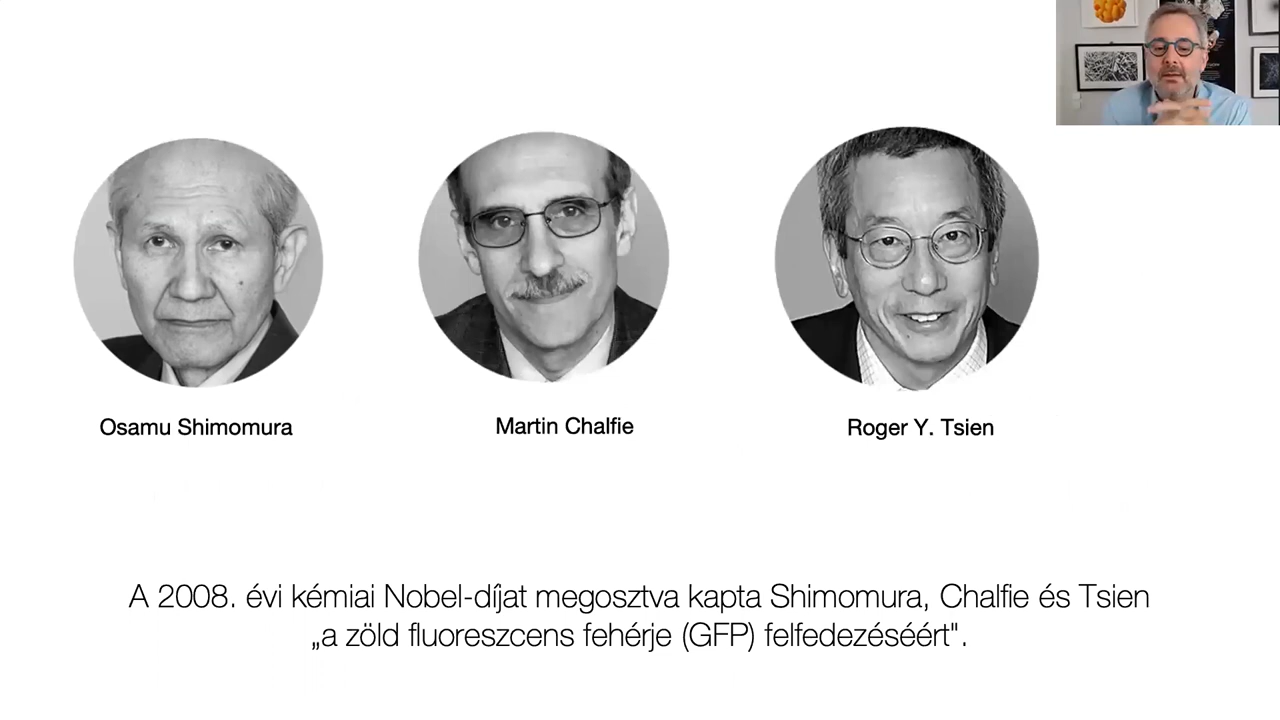 Osamu Shimomura
Martin Chalfie
Roger Y. Tsien
A 2008. évi kémiai Nobel-díjat megosztva kapta Shimomura, Chalfie és Tsien
„a zöld fluoreszcens fehérje (GFP) felfedezéséért".